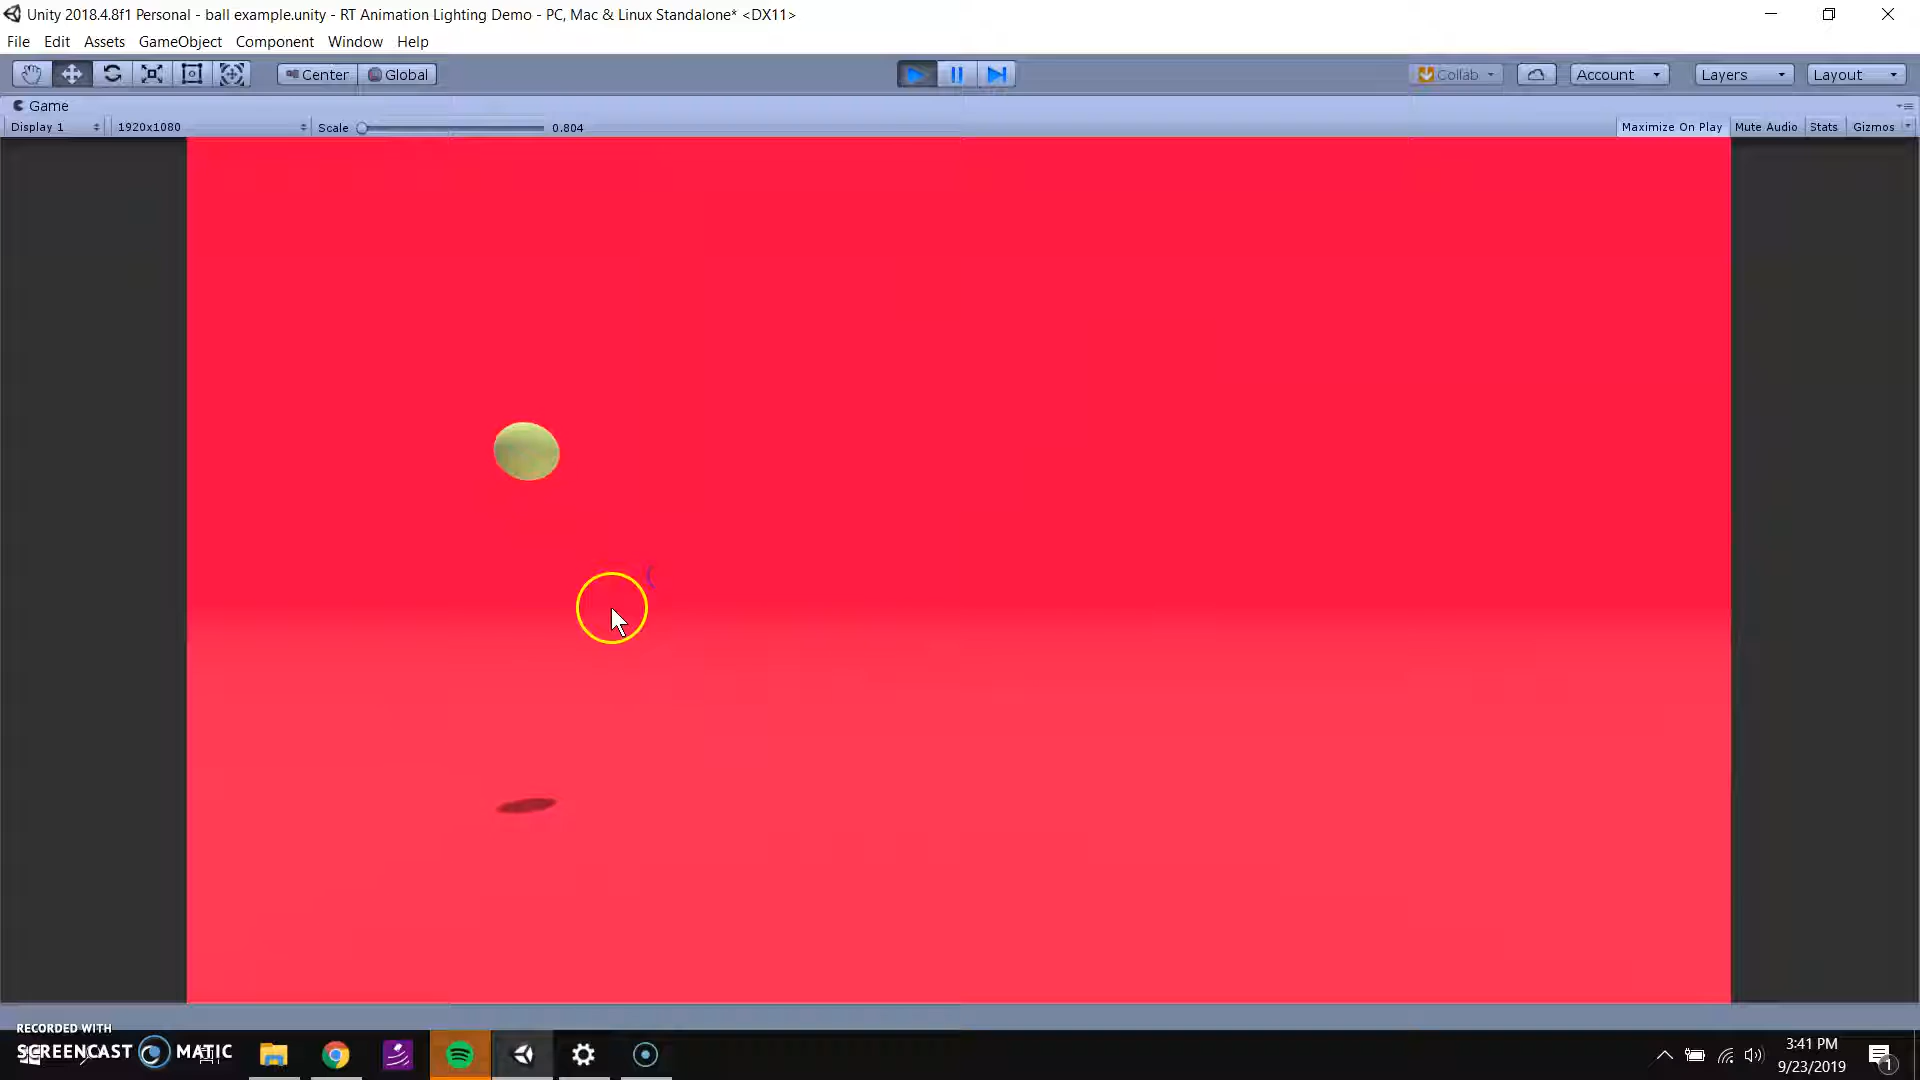 Unity 2018.4.8f1 Personal - ball example.unity - RT Animation Lighting Demo - PC, Mac & Linux Standalone* <DX11>
File Edit Assets GameObject Component Window Help
Center Global Collab Account Layers Layout
Game
Display 1 1920x1080 Scale 0.804 Maximize On Play Mute Audio Stats Gizmos
RECORDED WITH
SCREENCAST MATIC
3:41 PM
9/23/2019
1